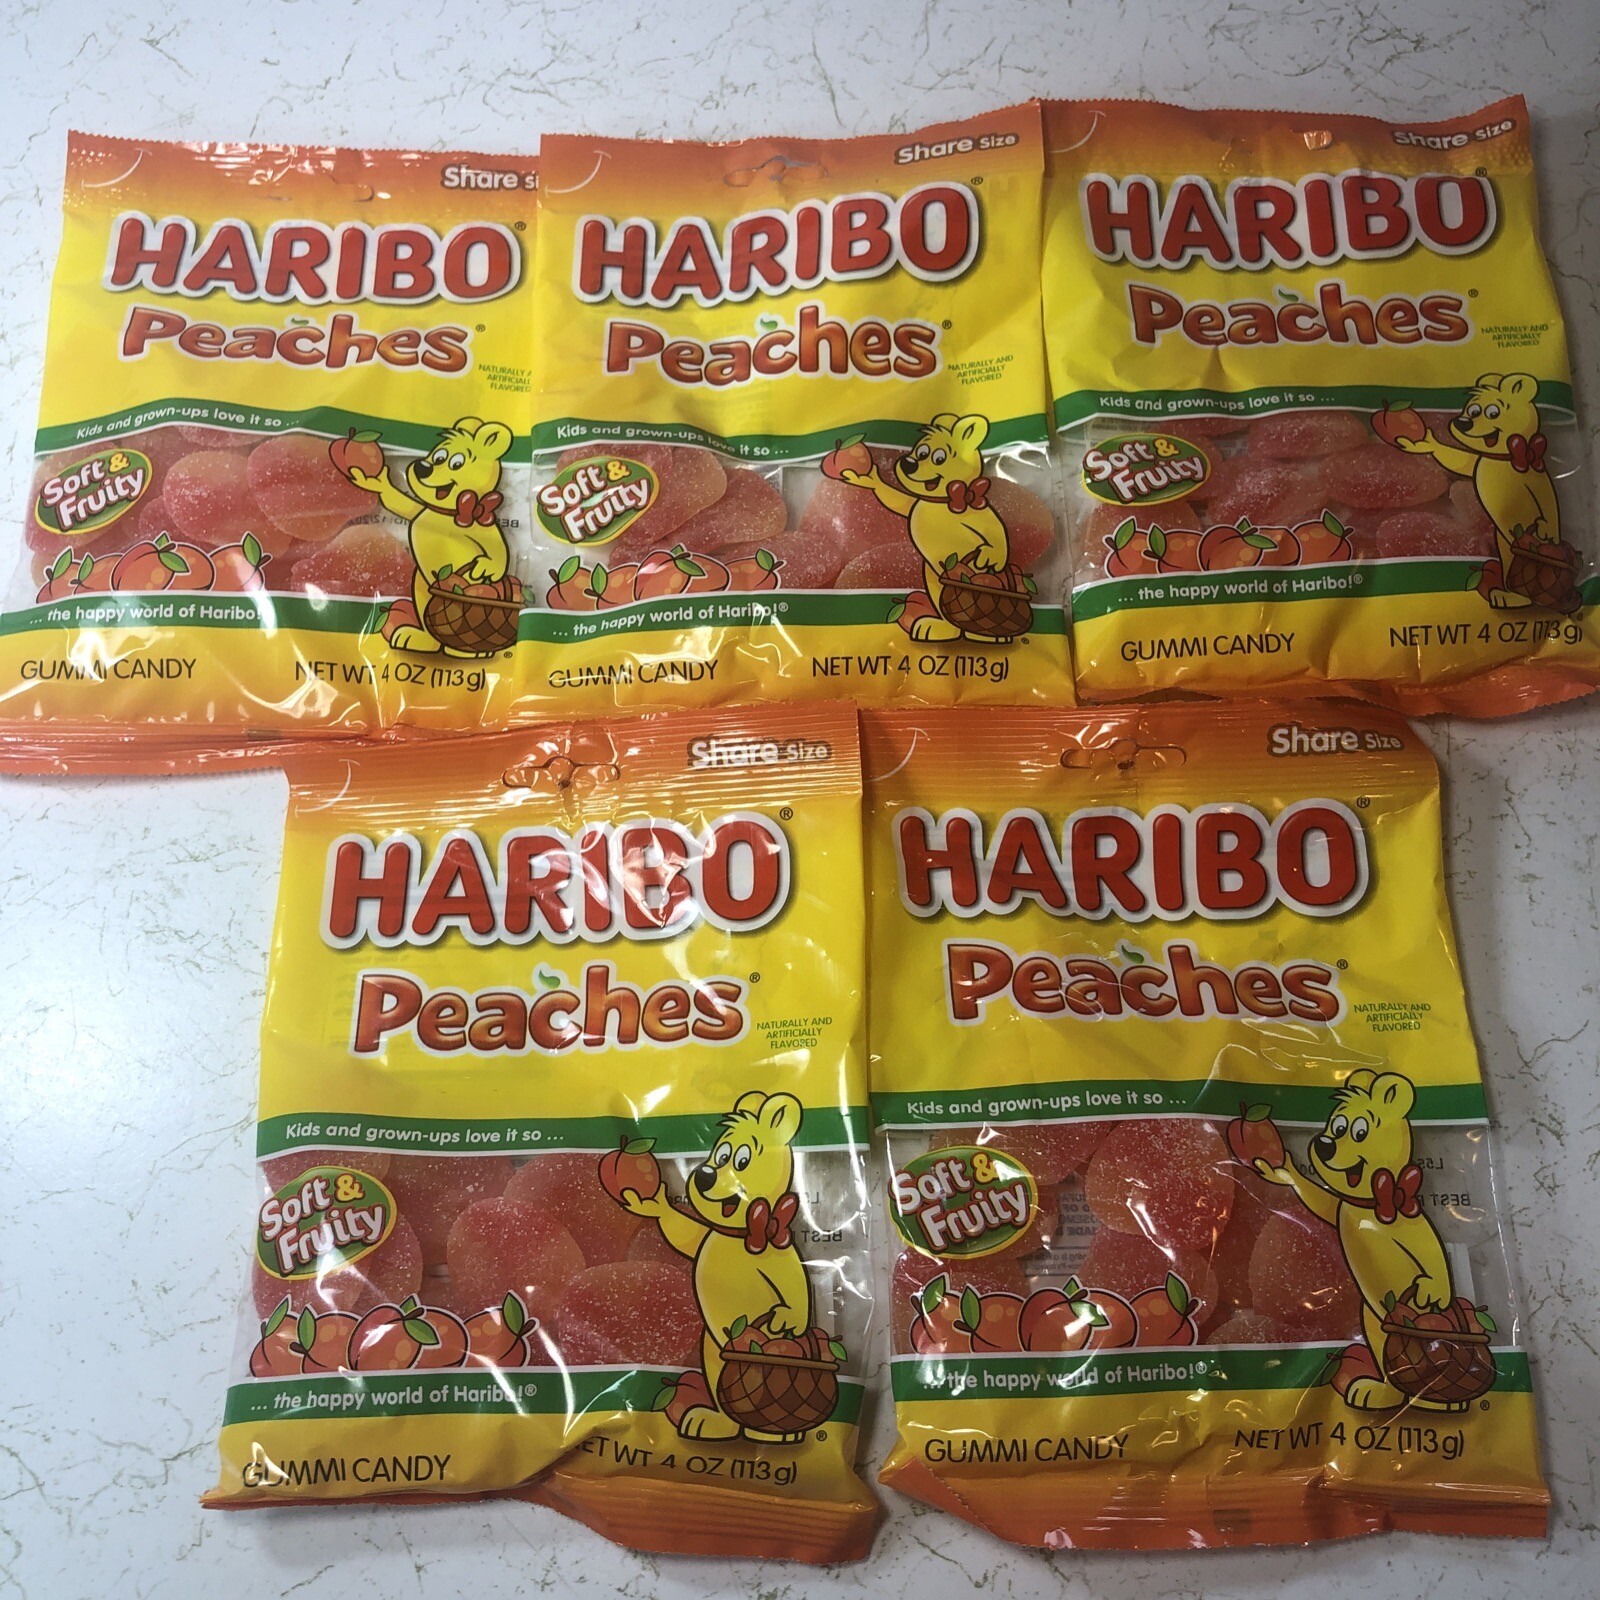 Share
HARIBO®
Peaches®
NATURALLY
ARTIFICIALLY
FLAVORED
Kids and grown-ups love it so ...
Soft &
Fruity
... the happy world of Haribo!
GUMMI CANDY NET WT 4 OZ (113g)
Share Size
HARIBO®
Peaches®
NATURALLY AND
ARTIFICIALLY
FLAVORED
Kids and grown-ups love it so ...
Soft &
Fruity
... the happy world of Haribo!®
GUMMI CANDY NET WT 4 OZ (113g)
Share Size
HARIBO®
Peaches®
NATURALLY AND
ARTIFICIALLY
FLAVORED
Kids and grown-ups love it so ...
Soft &
Fruity
... the happy world of Haribo!®
GUMMI CANDY NET WT 4 OZ (113g)
Share Size
HARIBO®
Peaches®
NATURALLY AND
ARTIFICIALLY
FLAVORED
Kids and grown-ups love it so ...
Soft &
Fruity
... the happy world of Haribo!®
GUMMI CANDY NET WT 4 OZ (113g)
Share Size
HARIBO®
Peaches®
NATURALLY AND
ARTIFICIALLY
FLAVORED
Kids and grown-ups love it so ...
Soft &
Fruity
... the happy world of Haribo!®
GUMMI CANDY NET WT 4 OZ (113g)